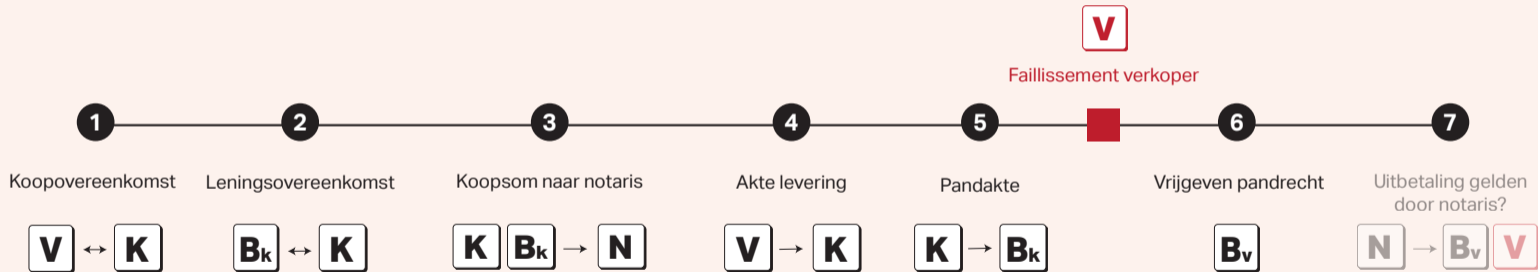 V
Faillissement verkoper
1 2 3 4 5 6 7
Koopovereenkomst Leningsovereenkomst Koopsom naar notaris Akte levering Pandakte Vrijgeven pandrecht Uitbetaling gelden
door notaris?
V ↔ K Bk ↔ K K Bk → N V → K K → Bk Bv N → Bv V